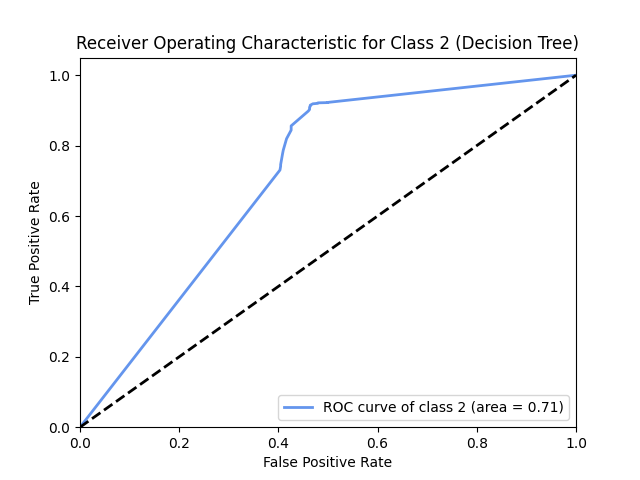 Receiver Operating Characteristic for Class 2 (Decision Tree)
1.0
0.8
0.6
0.4
0.2
0.0
True Positive Rate
ROC curve of class 2 (area = 0.71)
0.0 0.2 0.4 0.6 0.8 1.0
False Positive Rate